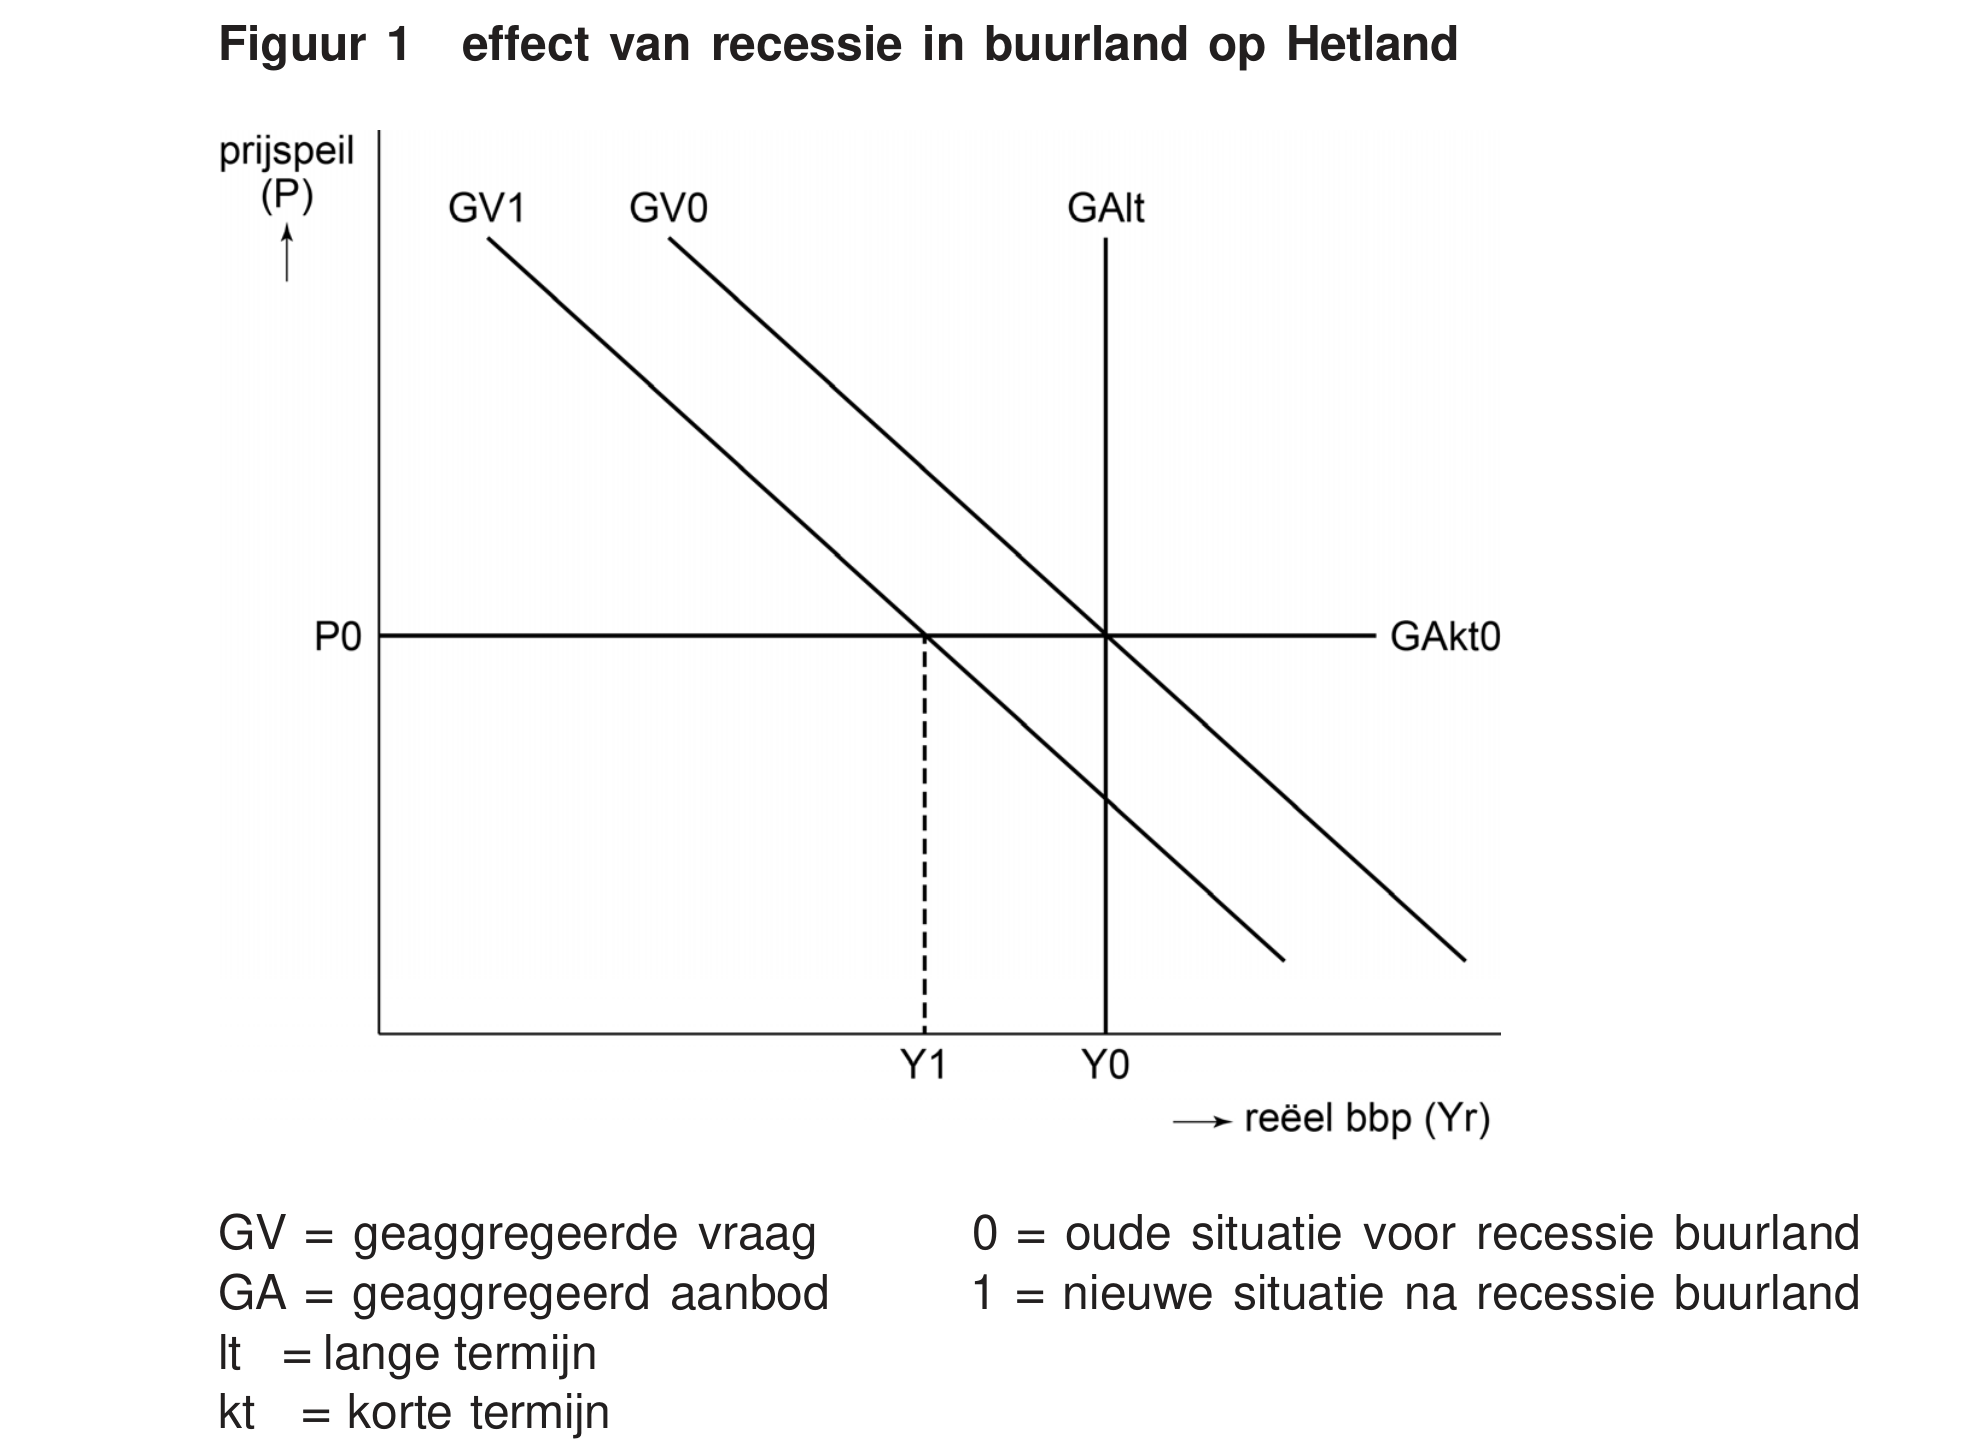 Figuur 1 effect van recessie in buurland op Hetland
prijspeil
(P)
GV1 GV0 GAlt
P0 GAkt0
Y1 Y0
reëel bbp (Yr)
GV = geaggregeerde vraag 0 = oude situatie voor recessie buurland
GA = geaggregeerd aanbod 1 = nieuwe situatie na recessie buurland
lt = lange termijn
kt = korte termijn